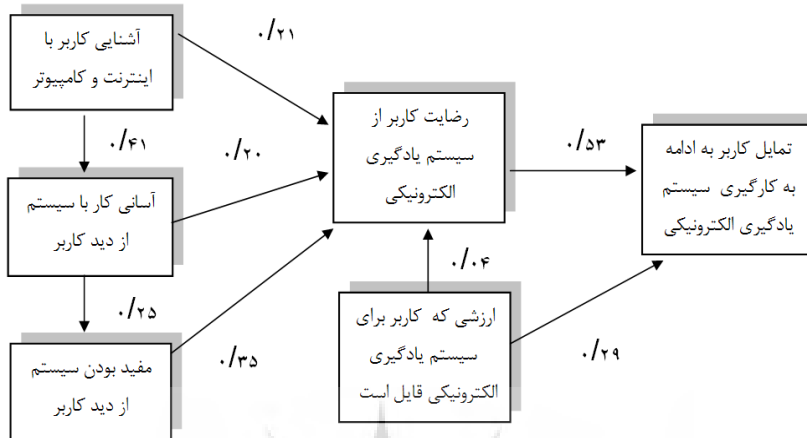 آشنایی کاربر با
اینترنت و کامپیوتر
۰/۲۱
۰/۴۱
رضایت کاربر از
سیستم یادگیری
الکترونیکی
۰/۲۰
۰/۵۳
تمایل کاربر به ادامه
به کارگیری سیستم
یادگیری الکترونیکی
آسانی کار با سیستم
از دید کاربر
۰/۲۵
۰/۰۴
ارزشی که کاربر برای
سیستم یادگیری
الکترونیکی قایل است
۰/۲۹
۰/۳۵
مفید بودن سیستم
از دید کاربر